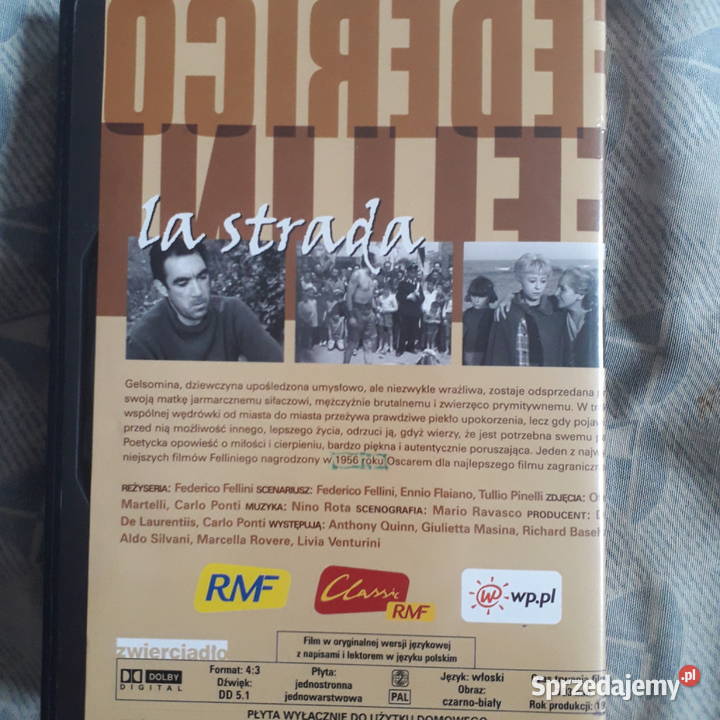 FEDERICO
FELLINI
la strada
Gelsomina, dziewczyna upośledzona umysłowo, ale niezwykle wrażliwa, zostaje odsprzedana
swoją matkę jarmarcznemu siłaczowi, mężczyźnie brutalnemu i zwierzęco prymitywnemu. W
wspólnej wędrówki od miasta do miasta przeżywa prawdziwe piekło upokorzenia, lecz gdy
przed nią możliwość innego, lepszego życia, odrzuci ją, gdyż wierzy, że jest potrzebna swemu
Poetycka opowieść o miłości i cierpieniu, bardzo piękna i autentycznie poruszająca. Jeden z
niejszych filmów Felliniego nagrodzony w 1956 roku Oscarem dla najlepszego filmu
REŻYSERIA: Federico Fellini SCENARIUSZ: Federico Fellini, Ennio Flaiano, Tullio Pinelli ZDJĘCIA:
Martelli, Carlo Ponti MUZYKA: Nino Rota SCENOGRAFIA: Mario Ravasco PRODUCENT:
De Laurentiis, Carlo Ponti WYSTĘPUJĄ: Anthony Quinn, Giulietta Masina, Richard
Aldo Silvani, Marcella Rovere, Livia Venturini
RMF
Classic
RMF
wp.pl
zwierciadło
Film w oryginalnej wersji językowej
z napisami i lektorem w języku polskim
DOLBY
DIGITAL
Format: 4:3
Dźwięk:
DD 5.1
Płyta:
jednostronna
jednowarstwowa
2
PAL
Język: włoski
Obraz:
czarno-biały
Rok produkcji:
Sprzedajemy.pl
PŁYTA WYŁĄCZNIE DO UŻYTKU DOMOWEGO